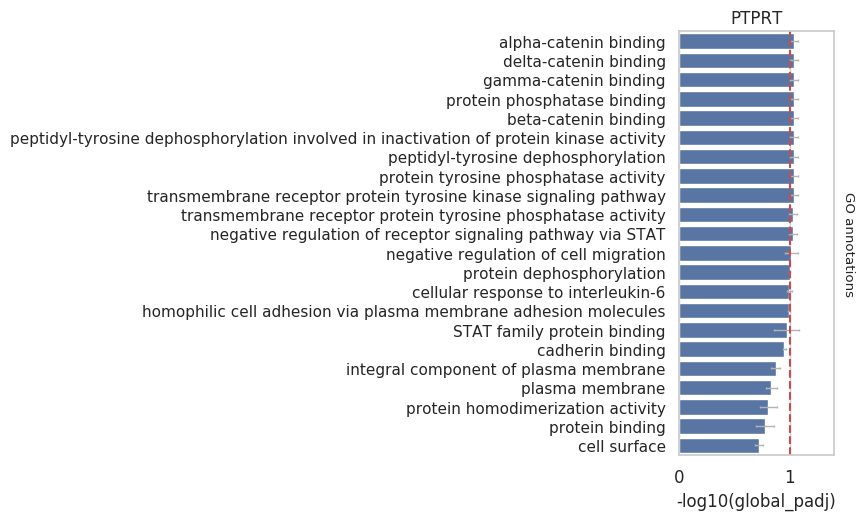 PTPRT
alpha-catenin binding
delta-catenin binding
gamma-catenin binding
protein phosphatase binding
beta-catenin binding
peptidyl-tyrosine dephosphorylation involved in inactivation of protein kinase activity
peptidyl-tyrosine dephosphorylation
protein tyrosine phosphatase activity
transmembrane receptor protein tyrosine kinase signaling pathway
transmembrane receptor protein tyrosine phosphatase activity
negative regulation of receptor signaling pathway via STAT
negative regulation of cell migration
protein dephosphorylation
cellular response to interleukin-6
homophilic cell adhesion via plasma membrane adhesion molecules
STAT family protein binding
cadherin binding
integral component of plasma membrane
plasma membrane
protein homodimerization activity
protein binding
cell surface
GO annotations
0 1
-log10(global_padj)